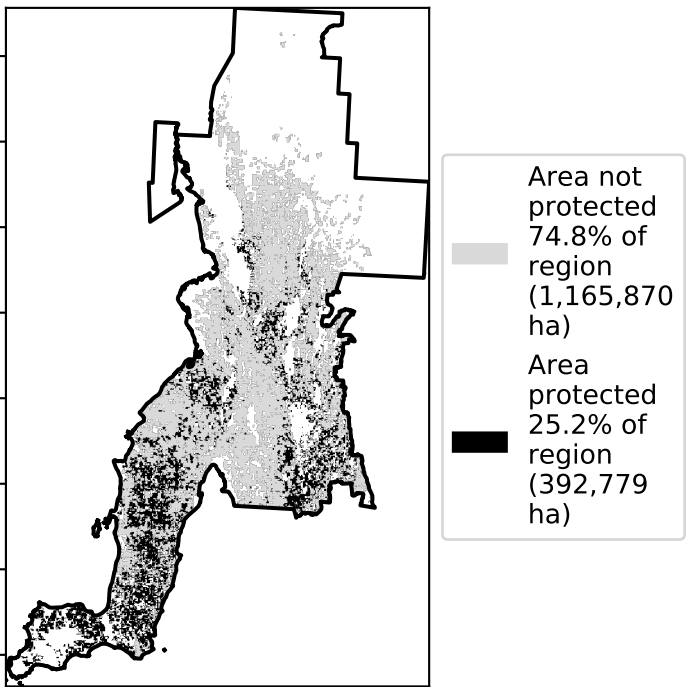 Area not
protected
74.8% of
region
(1,165,870
ha)
Area
protected
25.2% of
region
(392,779
ha)